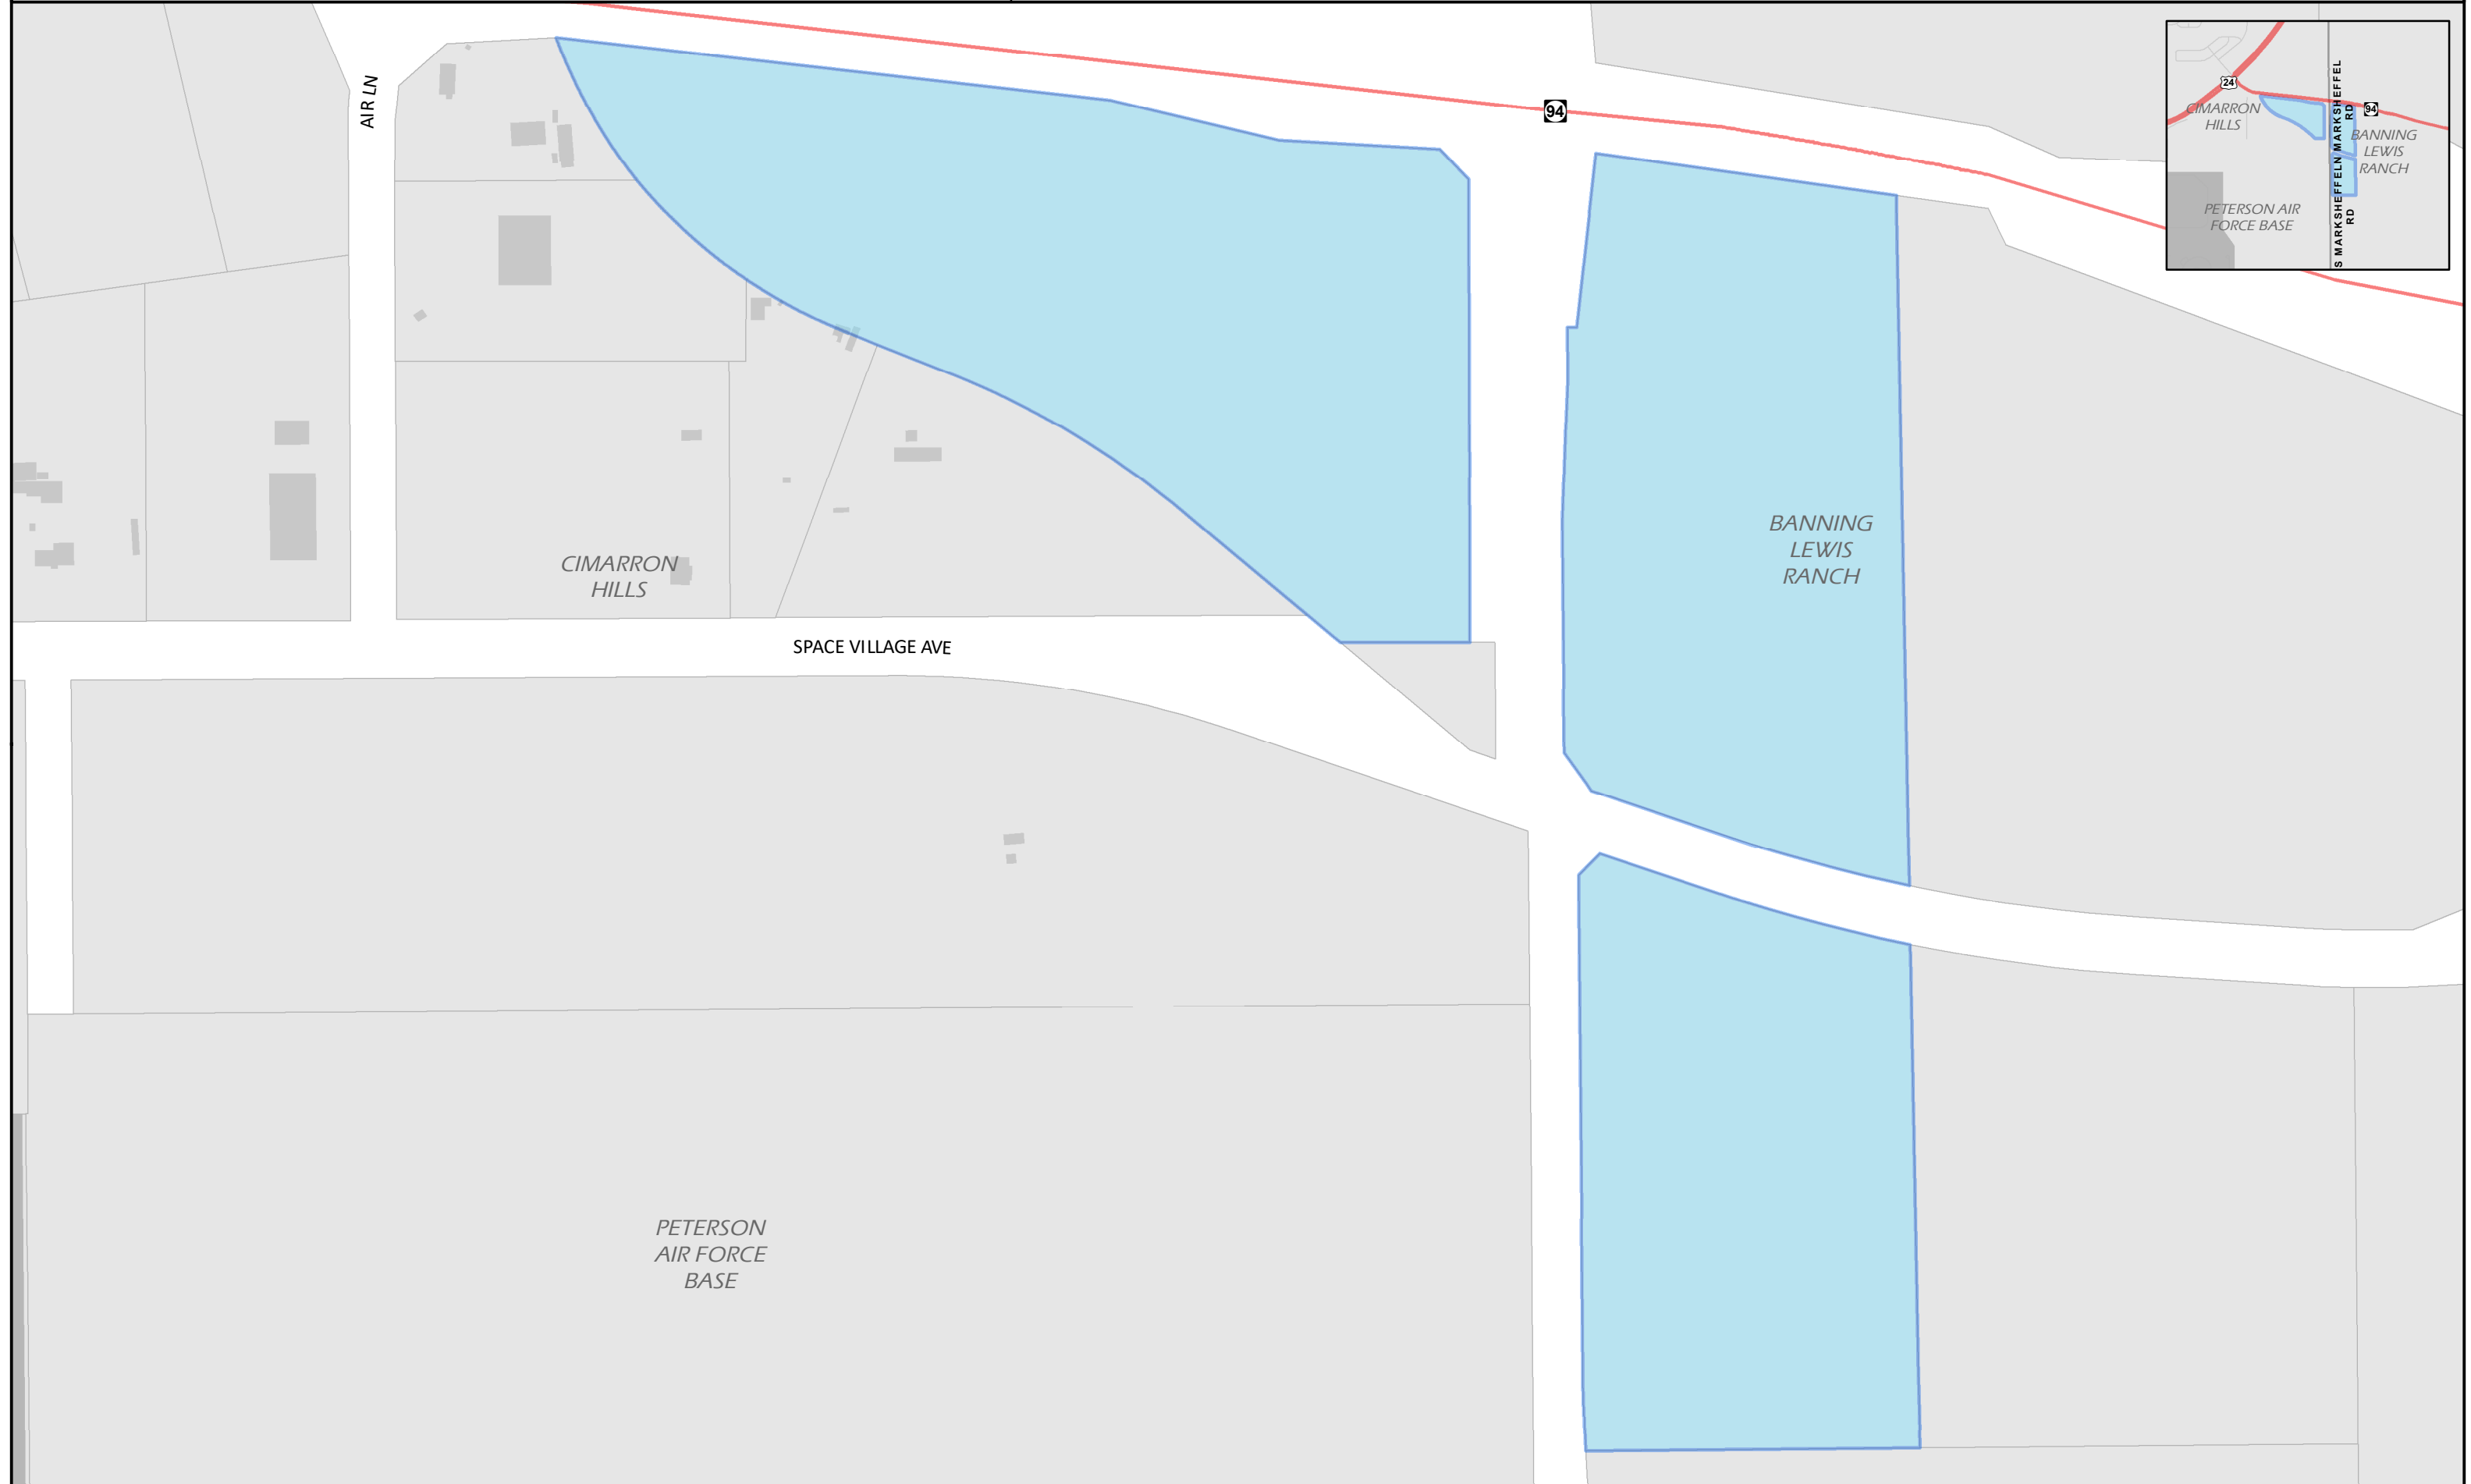 AIR LN
94
CIMARRON
HILLS
SPACE VILLAGE AVE
BANNING
LEWIS
RANCH
PETERSON
AIR FORCE
BASE
24
CIMARRON
HILLS
94
N MARKSHEFFEL
RD
BANNING
LEWIS
RANCH
PETERSON AIR
FORCE BASE
S MARKSHEFFEL
RD